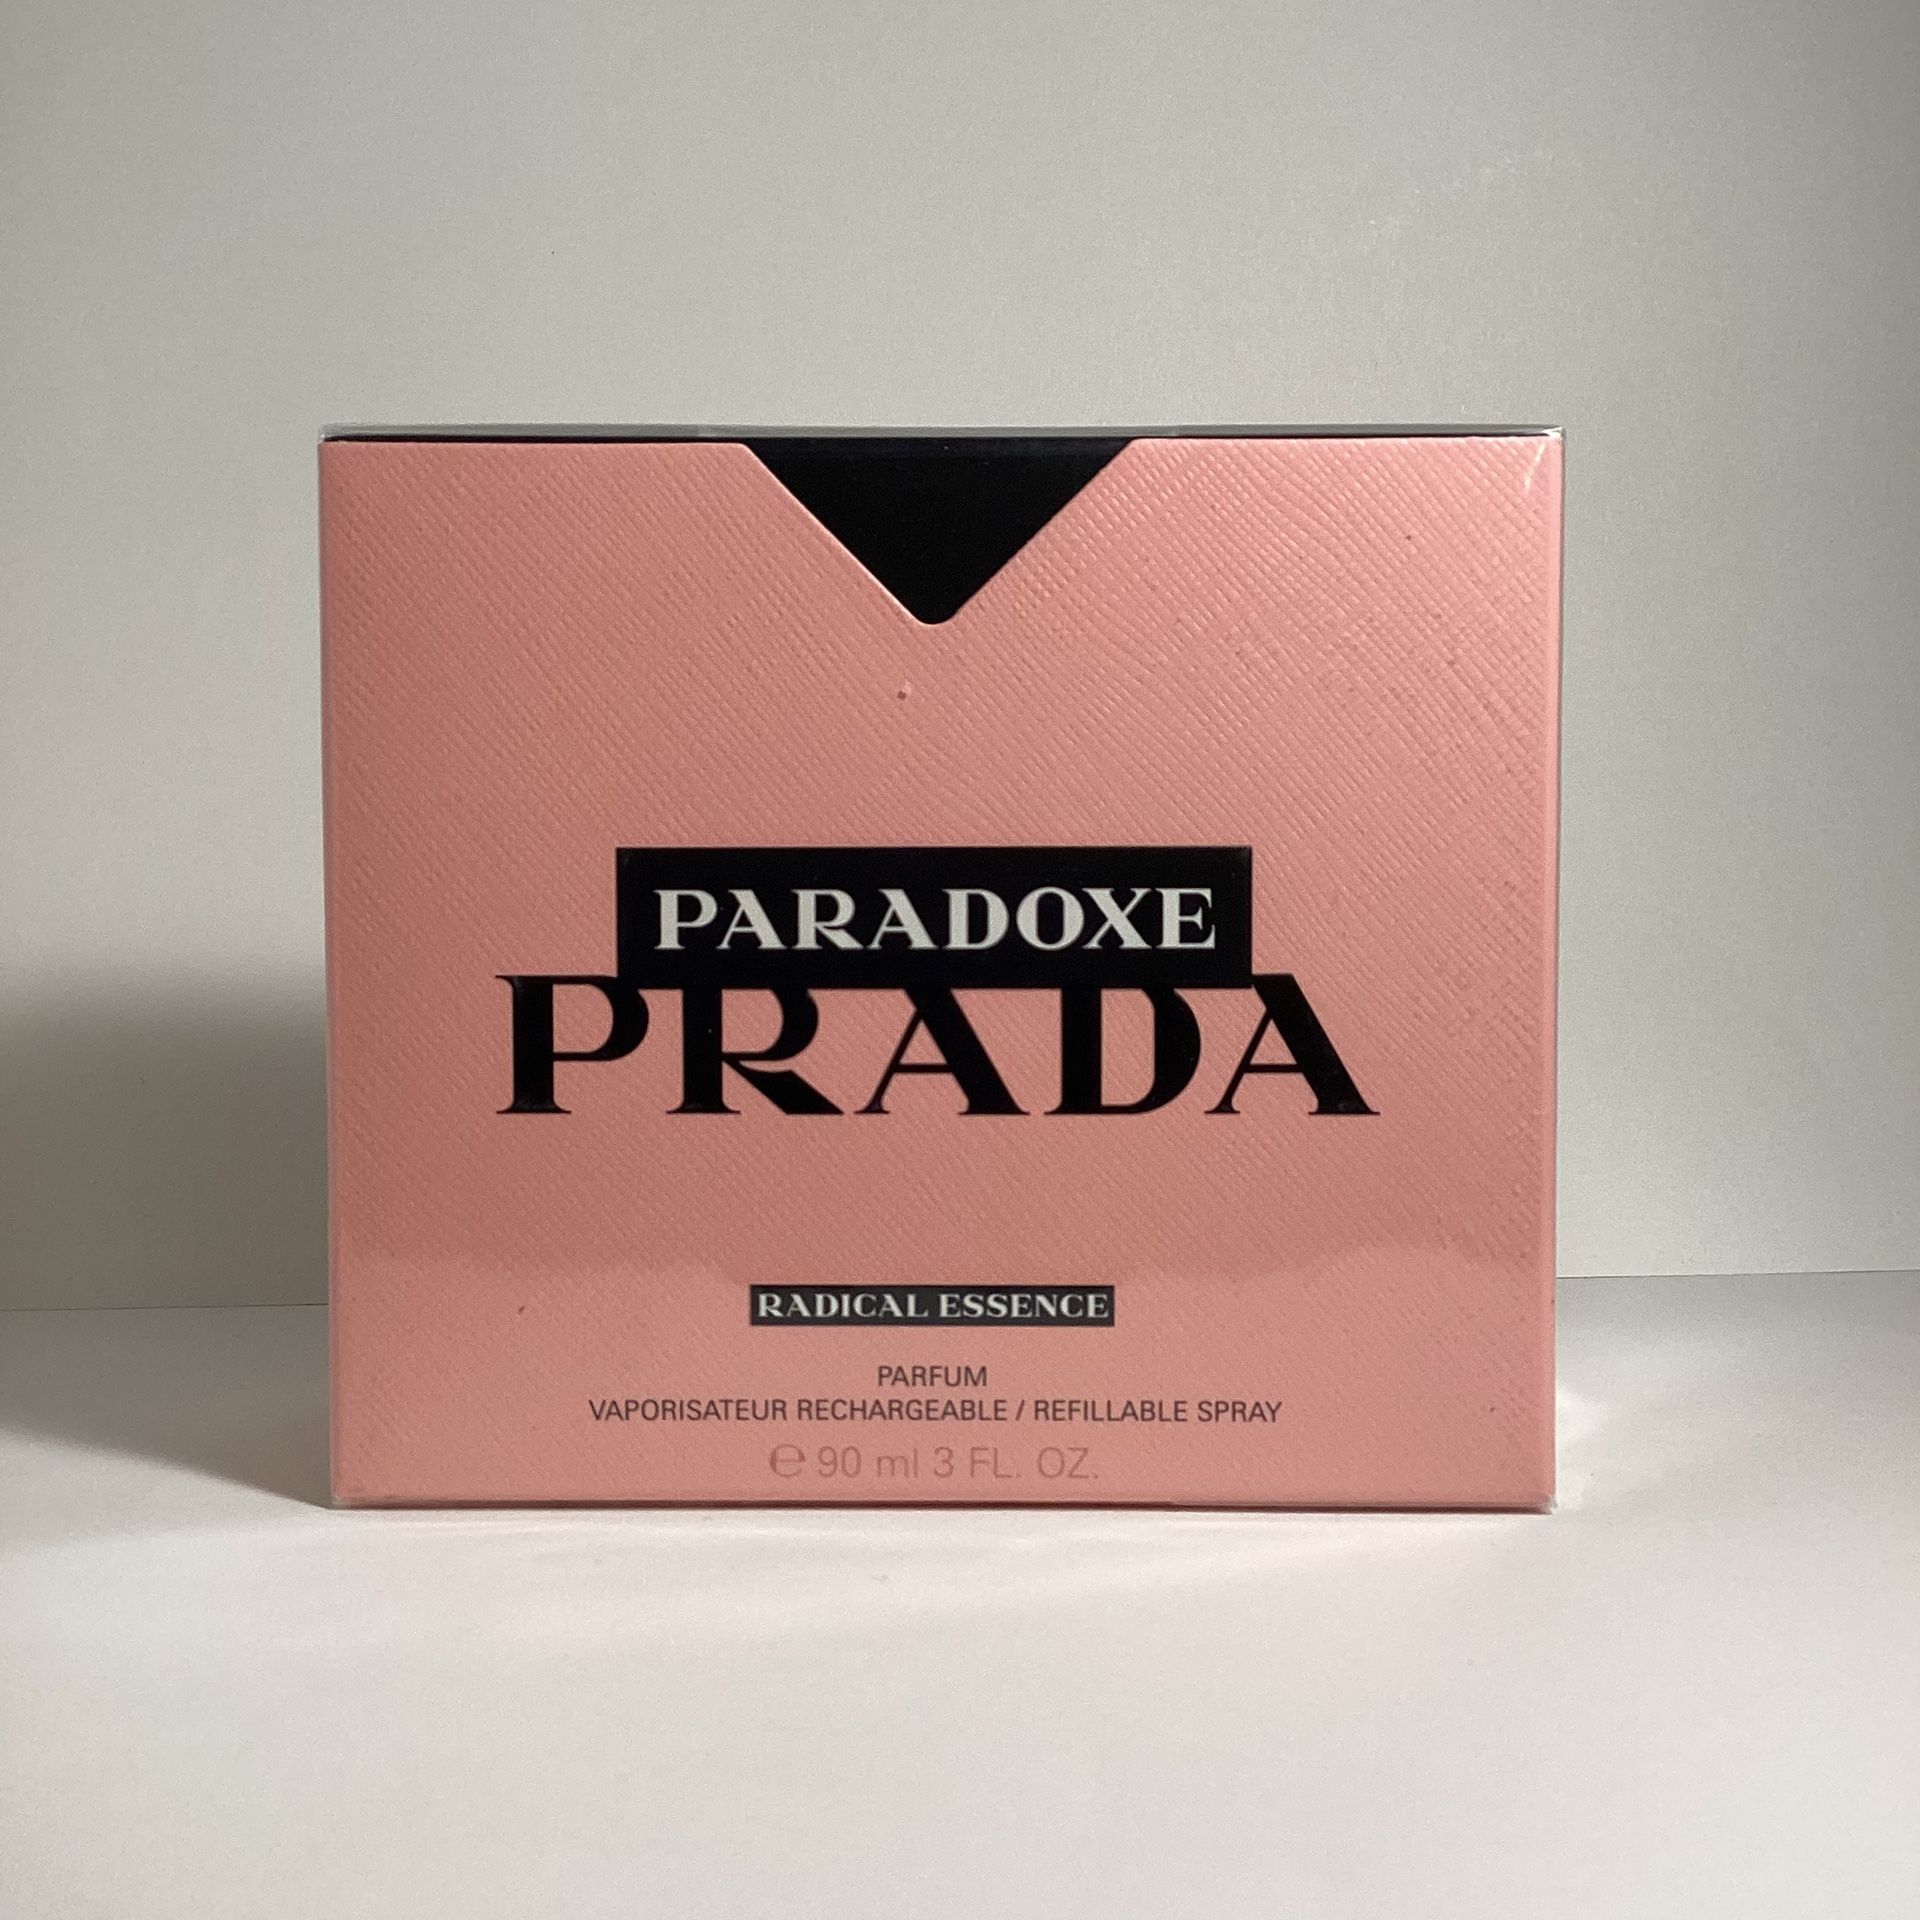 PARADOXE
PRADA
RADICAL ESSENCE
PARFUM
VAPORISATEUR RECHARGEABLE / REFILLABLE SPRAY
℮ 90 ml 3 FL. OZ.